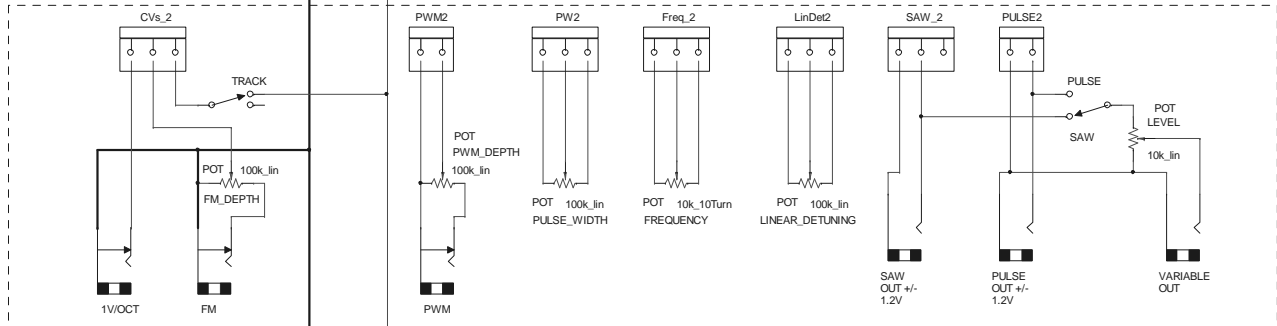 CVs_2
PWM2
PW2
Freq_2
LinDet2
SAW_2
PULSE2
TRACK
PULSE
SAW
POT
LEVEL
10k_lin
POT
PWM_DEPTH
100k_lin
POT 100k_lin
FM_DEPTH
POT 100k_lin
PULSE_WIDTH
POT 10k_10Turn
FREQUENCY
POT 100k_lin
LINEAR_DETUNING
1V/OCT
FM
PWM
SAW
OUT +/-
1.2V
PULSE
OUT +/-
1.2V
VARIABLE
OUT